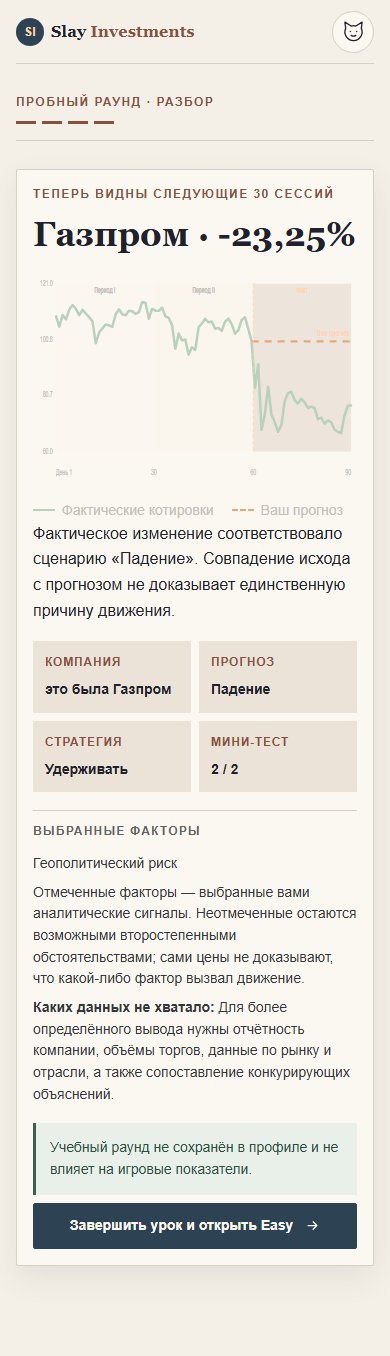 SI Slay Investments
ПРОБНЫЙ РАУНД · РАЗБОР
ТЕПЕРЬ ВИДНЫ СЛЕДУЮЩИЕ 30 СЕССИЙ
Газпром · -23,25%
121.0
Период I
Период II
100.8
80.7
60.0
День 1
30
60
90
Фактические котировки
Ваш прогноз
Фактическое изменение соответствовало
сценарию «Падение». Совпадение исхода
с прогнозом не доказывает единственную
причину движения.
КОМПАНИЯ
это была Газпром
ПРОГНОЗ
Падение
СТРАТЕГИЯ
Удерживать
МИНИ-ТЕСТ
2 / 2
ВЫБРАННЫЕ ФАКТОРЫ
Геополитический риск
Отмеченные факторы — выбранные вами
аналитические сигналы. Неотмеченные остаются
возможными второстепенными
обстоятельствами; сами цены не доказывают,
что какой-либо фактор вызвал движение.
Каких данных не хватало: Для более
определённого вывода нужны отчётность
компании, объёмы торгов, данные по рынку и
отрасли, а также сопоставление конкурирующих
объяснений.
Учебный раунд не сохранён в профиле и не
влияет на игровые показатели.
Завершить урок и открыть Easy →